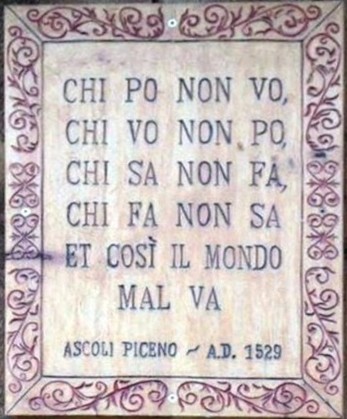 CHI PO NON VO,
CHI VO NON PO,
CHI SA NON FA,
CHI FA NON SA
ET COSÌ IL MONDO
MAL VA
ASCOLI PICENO ~ A.D. 1529